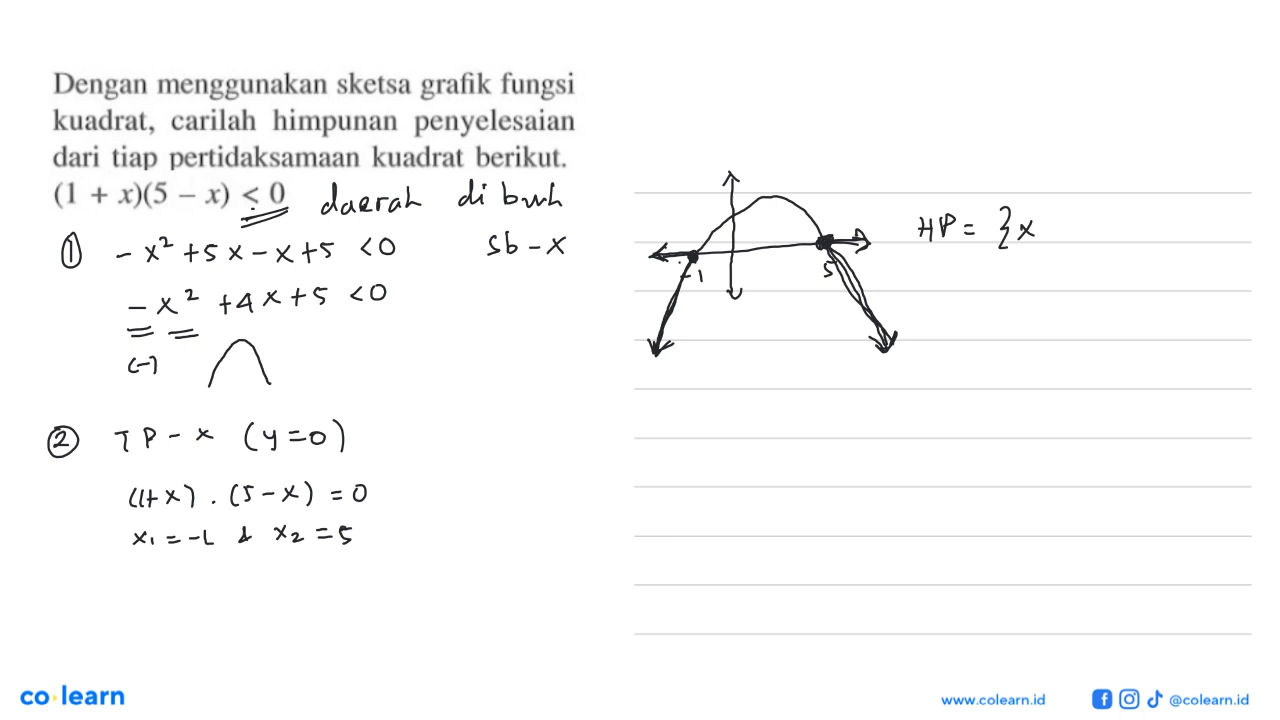 Dengan menggunakan sketsa grafik fungsi
kuadrat, carilah himpunan penyelesaian
dari tiap pertidaksamaan kuadrat berikut.
(1 + x)(5 − x) < 0 daerah di bwh
sb - x
① - x² + 5x - x + 5 < 0
- x² + 4x + 5 < 0
(-)
② TP - x (y = 0)
(1+x) . (5 - x) = 0
x₁ = -1 & x₂ = 5
-1 5
HP = {x
co learn
www.colearn.id @colearn.id